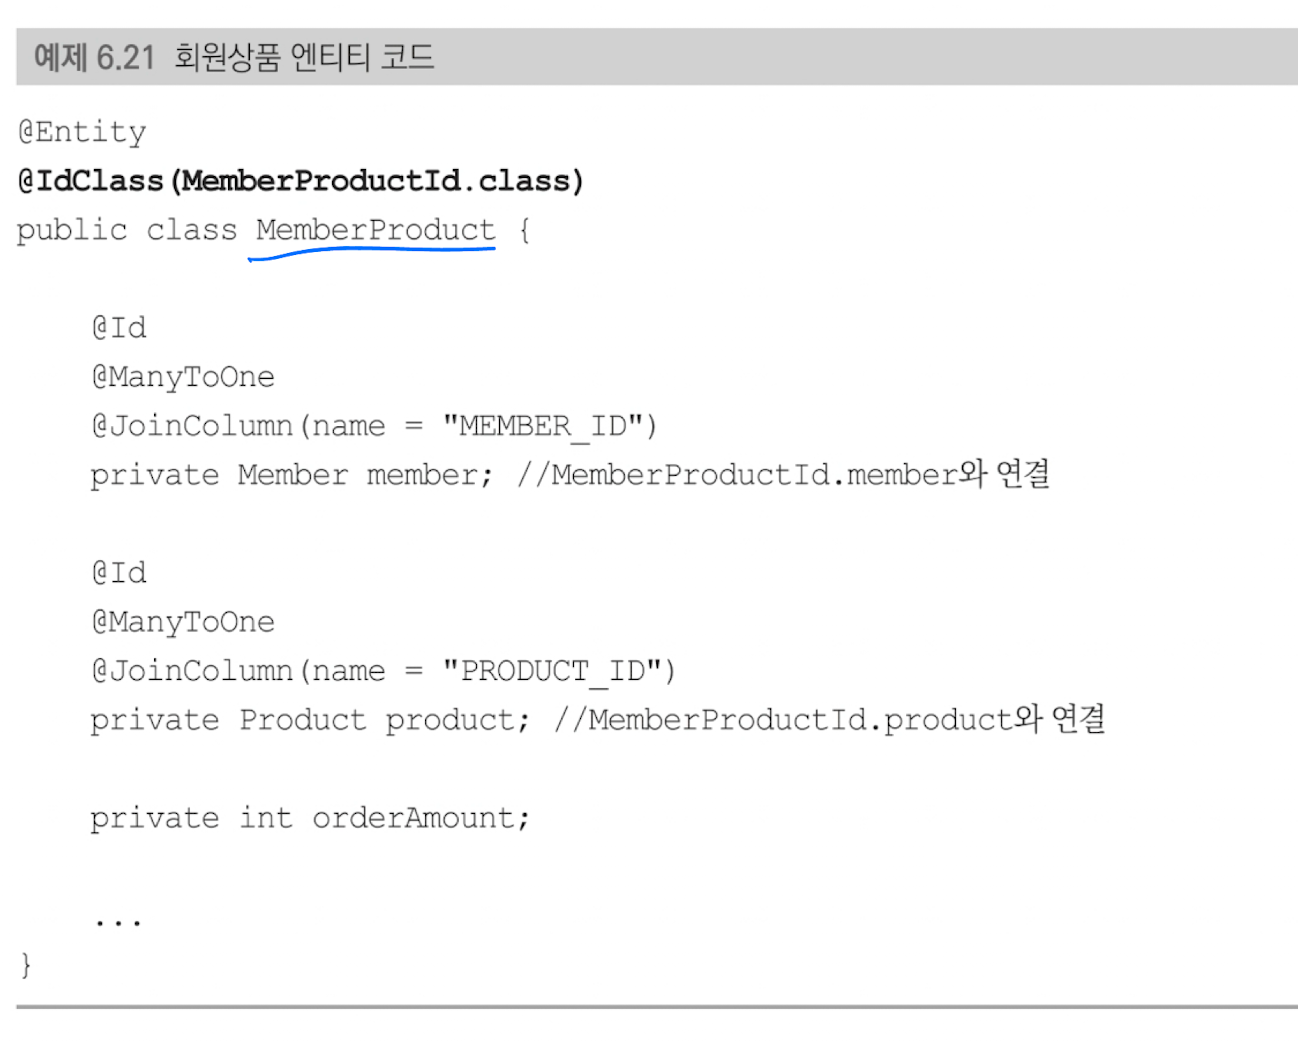 예제 6.21 회원상품 엔티티 코드
@Entity
@IdClass(MemberProductId.class)
public class MemberProduct {
@Id
@ManyToOne
@JoinColumn(name = "MEMBER_ID")
private Member member; //MemberProductId.member와 연결
@Id
@ManyToOne
@JoinColumn(name = "PRODUCT_ID")
private Product product; //MemberProductId.product와 연결
private int orderAmount;
...
}